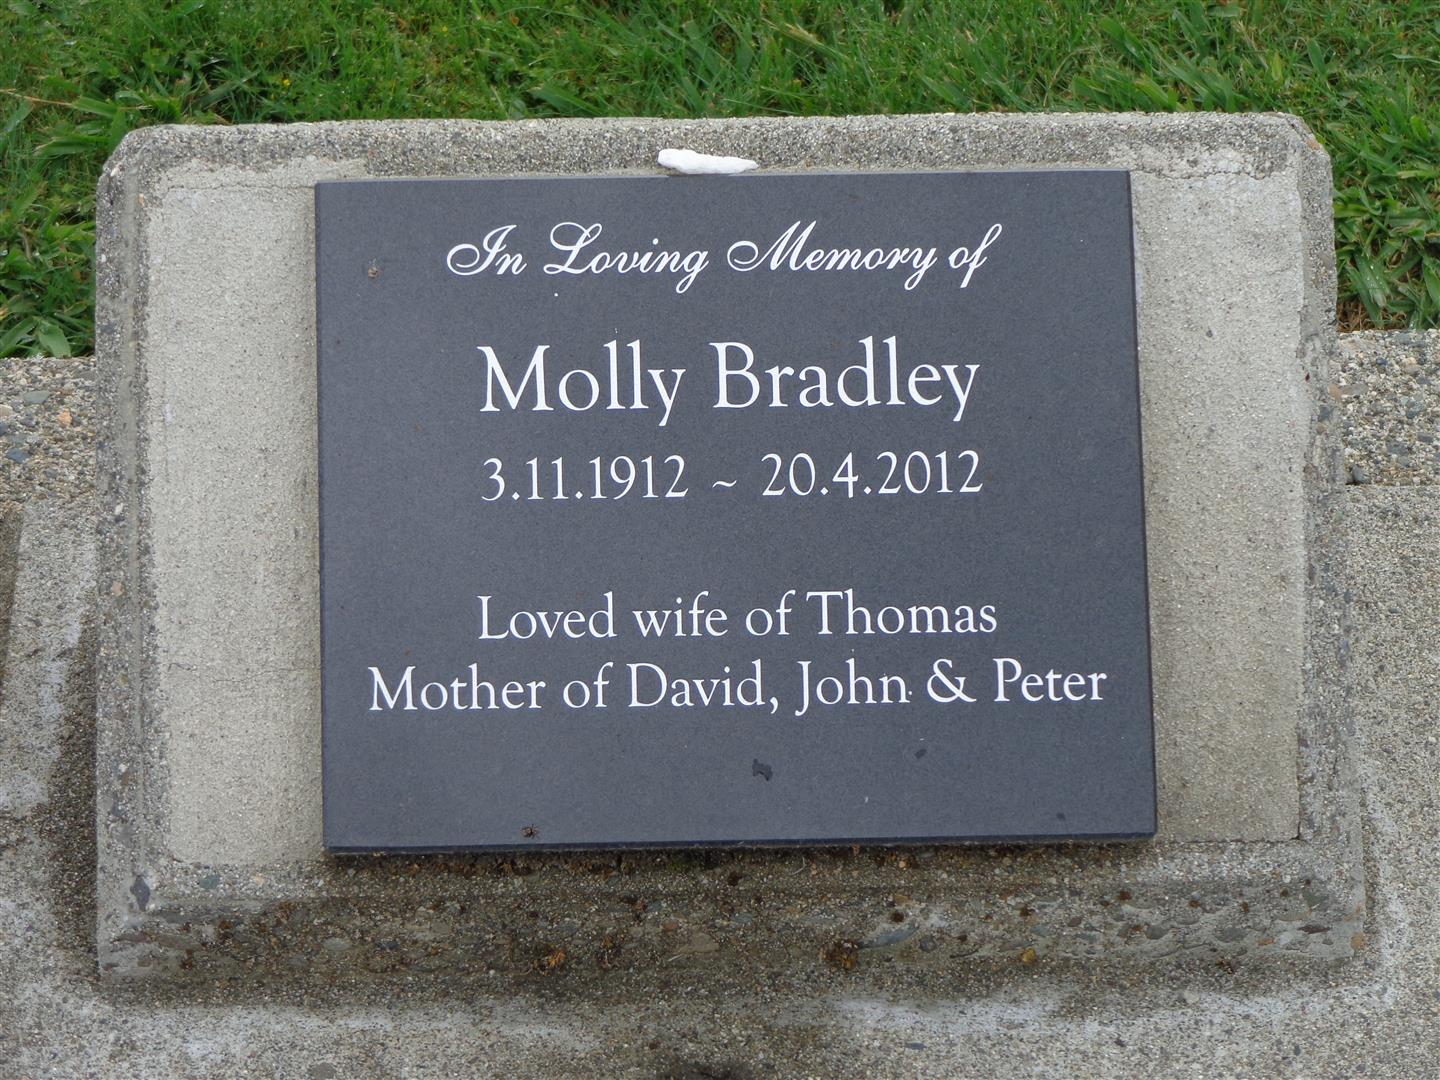 In Loving Memory of
Molly Bradley
3.11.1912 ~ 20.4.2012
Loved wife of Thomas
Mother of David, John & Peter